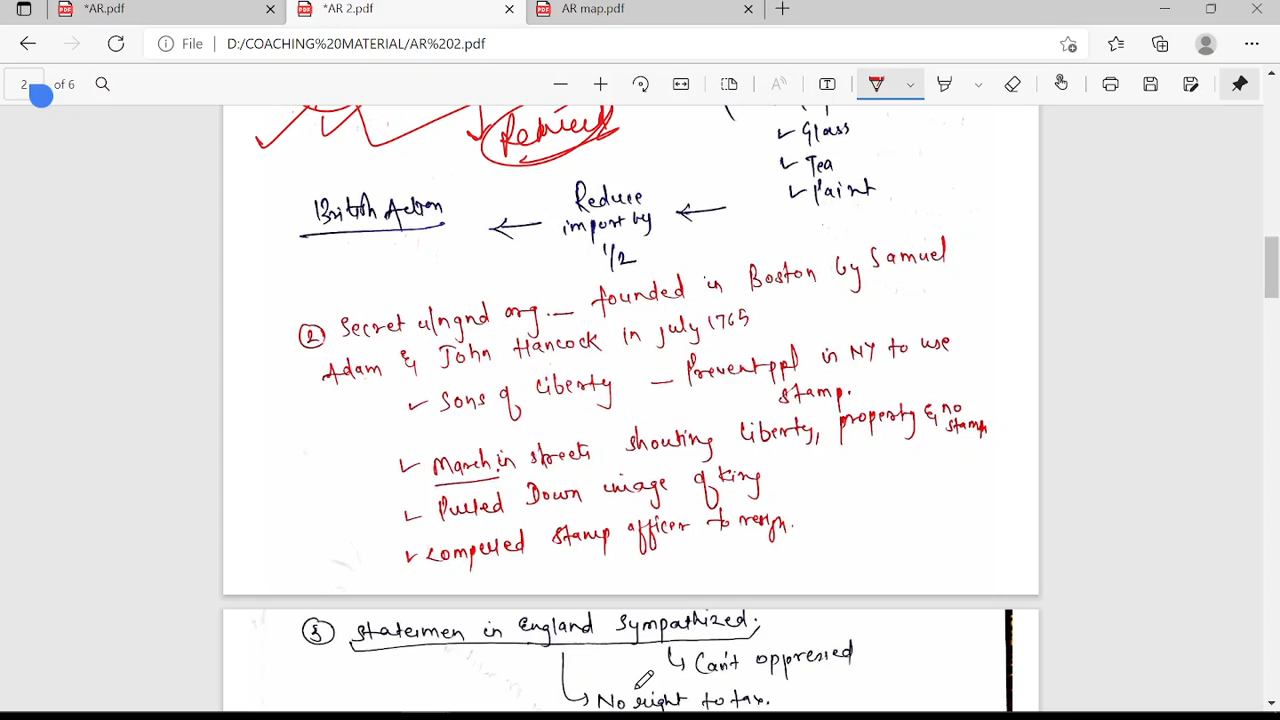 *AR.pdf
*AR 2.pdf
AR map.pdf
File
D:/COACHING%20MATERIAL/AR%202.pdf
2 of 6
Glass
Tea
Paint
British Action
Reduce
import by
1/2
② Secret u/ngnd org. — founded in Boston by Samuel
Adam & John Hancock in july 1765
Sons of Liberty — Prevent ppl in NY to use
stamp.
March in streets shouting Liberty, property & no
stamp
Pulled Down image of King
Compelled stamp officer to resign.
③ statesmen in England sympathized.
Can't oppressed
No right to tax.